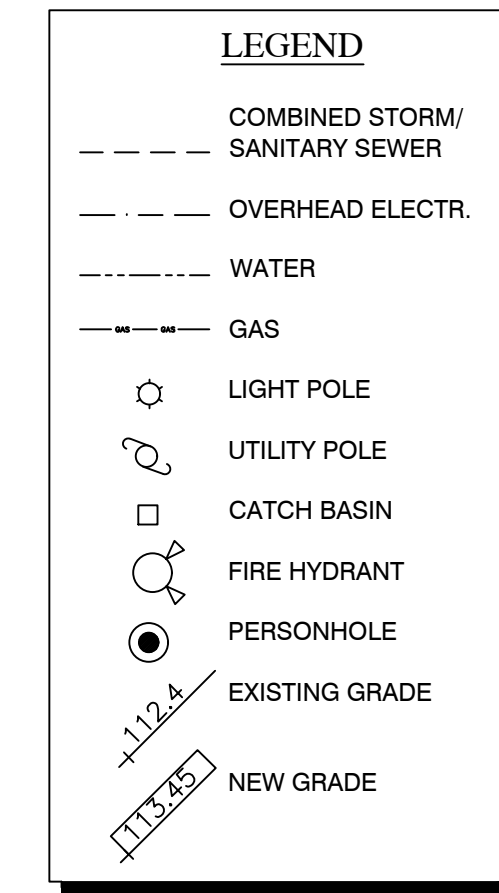 LEGEND
COMBINED STORM/
SANITARY SEWER
OVERHEAD ELECTR.
WATER
GAS GAS GAS
LIGHT POLE
UTILITY POLE
CATCH BASIN
FIRE HYDRANT
PERSONHOLE
112.4 EXISTING GRADE
113.45 NEW GRADE